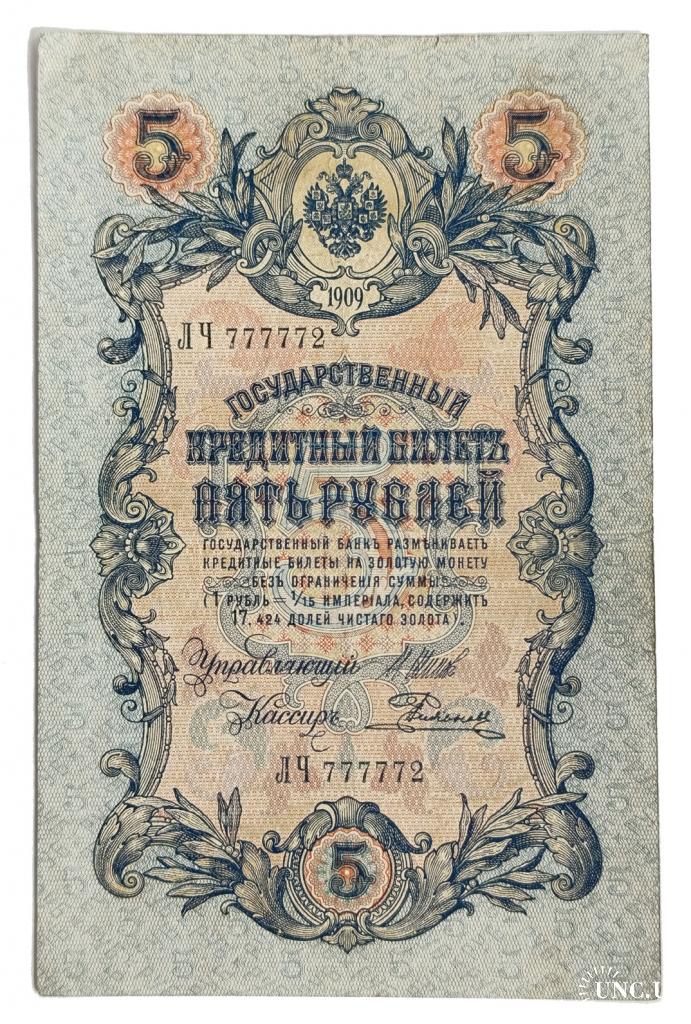 5 5
1909
ЛЧ 777772
ГОСУДАРСТВЕННЫЙ
КРЕДИТНЫЙ БИЛЕТЪ
ПЯТЬ РУБЛЕЙ
5
ГОСУДАРСТВЕННЫЙ БАНКЪ РАЗМѢНИВАЕТЪ
КРЕДИТНЫЕ БИЛЕТЫ НА ЗОЛОТУЮ МОНЕТУ
БЕЗЪ ОГРАНИЧЕНІЯ СУММЫ
(1 РУБЛЬ = 1/15 ИМПЕРІАЛА, СОДЕРЖИТЪ
17,424 ДОЛЕЙ ЧИСТАГО ЗОЛОТА).
Управляющій
Кассиръ
ЛЧ 777772
5
UNC.U